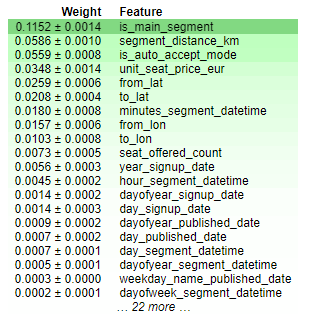 Weight Feature
0.1152 ± 0.0014 is_main_segment
0.0586 ± 0.0010 segment_distance_km
0.0559 ± 0.0008 is_auto_accept_mode
0.0348 ± 0.0014 unit_seat_price_eur
0.0259 ± 0.0006 from_lat
0.0208 ± 0.0004 to_lat
0.0180 ± 0.0008 minutes_segment_datetime
0.0157 ± 0.0006 from_lon
0.0103 ± 0.0008 to_lon
0.0073 ± 0.0005 seat_offered_count
0.0056 ± 0.0003 year_signup_date
0.0045 ± 0.0002 hour_segment_datetime
0.0014 ± 0.0002 dayofyear_signup_date
0.0014 ± 0.0003 day_signup_date
0.0009 ± 0.0002 dayofyear_published_date
0.0007 ± 0.0002 day_published_date
0.0007 ± 0.0001 day_segment_datetime
0.0005 ± 0.0001 dayofyear_segment_datetime
0.0003 ± 0.0000 weekday_name_published_date
0.0002 ± 0.0001 dayofweek_segment_datetime
… 22 more …